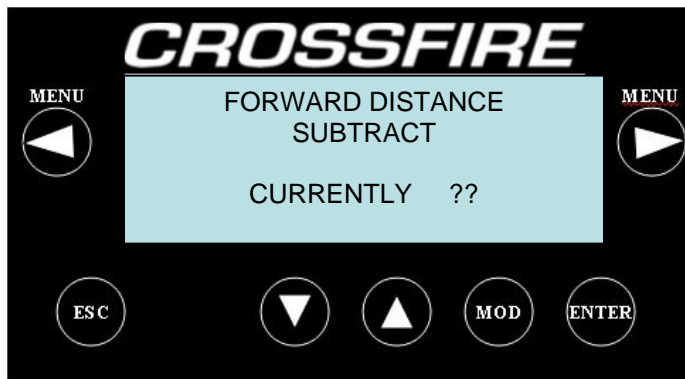 CROSSFIRE
MENU
MENU
FORWARD DISTANCE
SUBTRACT
CURRENTLY ??
ESC
MOD
ENTER